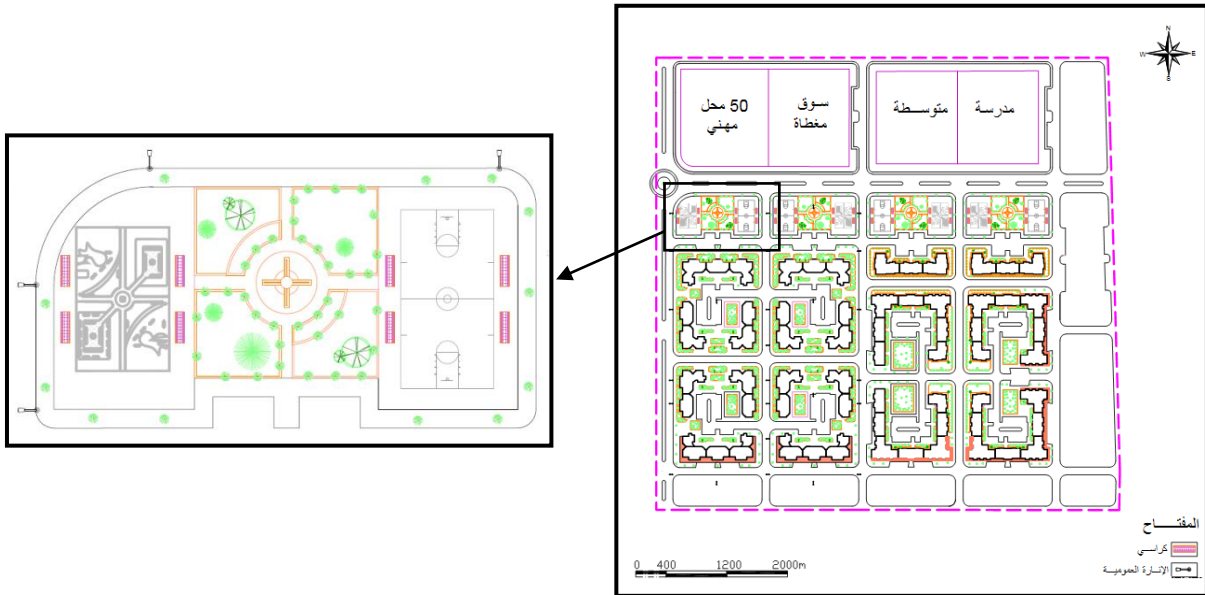 N
W E
S
50 محل
مهني
سوق
مغطاة
متوسطة
مدرسة
المفتاح
كراسي
الإنارة العمومية
0 400 1200 2000m